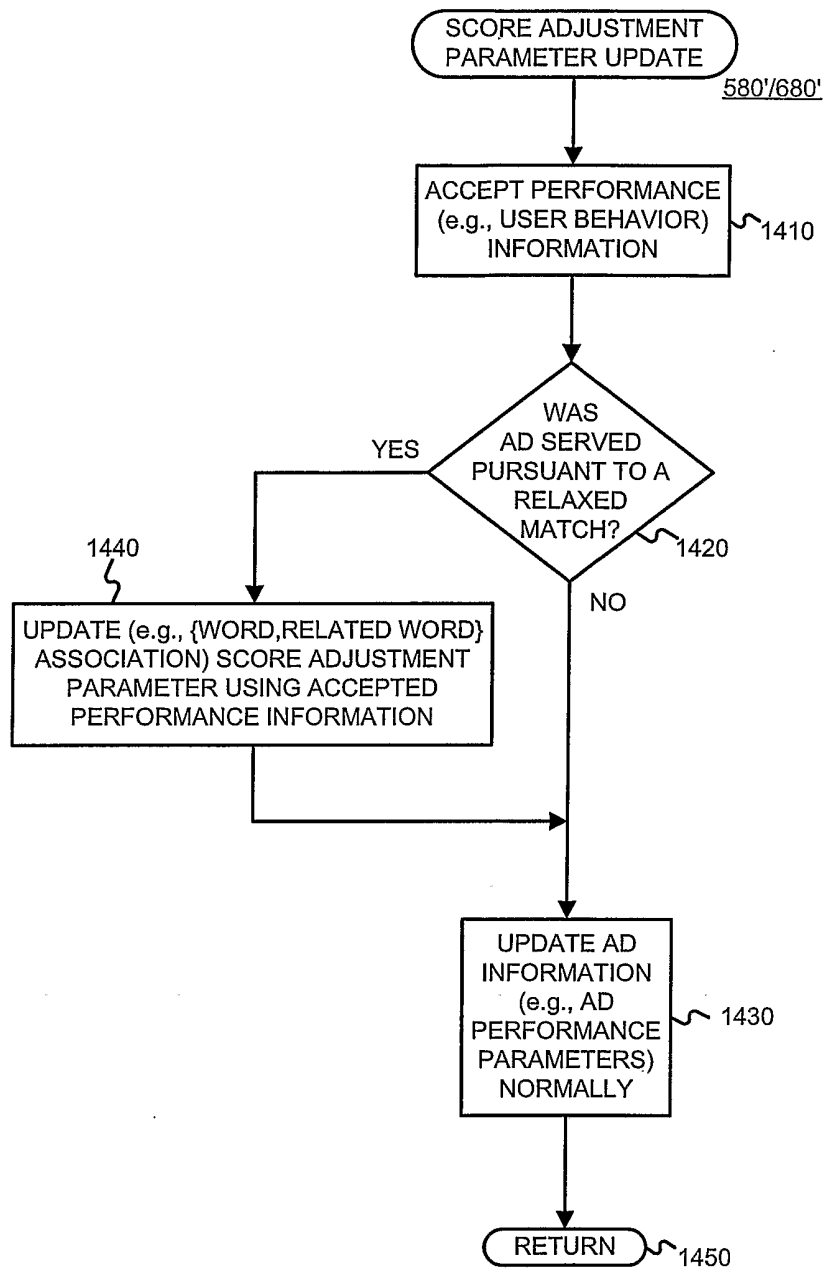 SCORE ADJUSTMENT
PARAMETER UPDATE
580'/680'
ACCEPT PERFORMANCE
(e.g., USER BEHAVIOR)
INFORMATION
1410
WAS
AD SERVED
PURSUANT TO A
RELAXED
MATCH?
YES
1420
NO
1440
UPDATE (e.g., {WORD,RELATED WORD}
ASSOCIATION) SCORE ADJUSTMENT
PARAMETER USING ACCEPTED
PERFORMANCE INFORMATION
UPDATE AD
INFORMATION
(e.g., AD
PERFORMANCE
PARAMETERS)
NORMALLY
1430
RETURN
1450